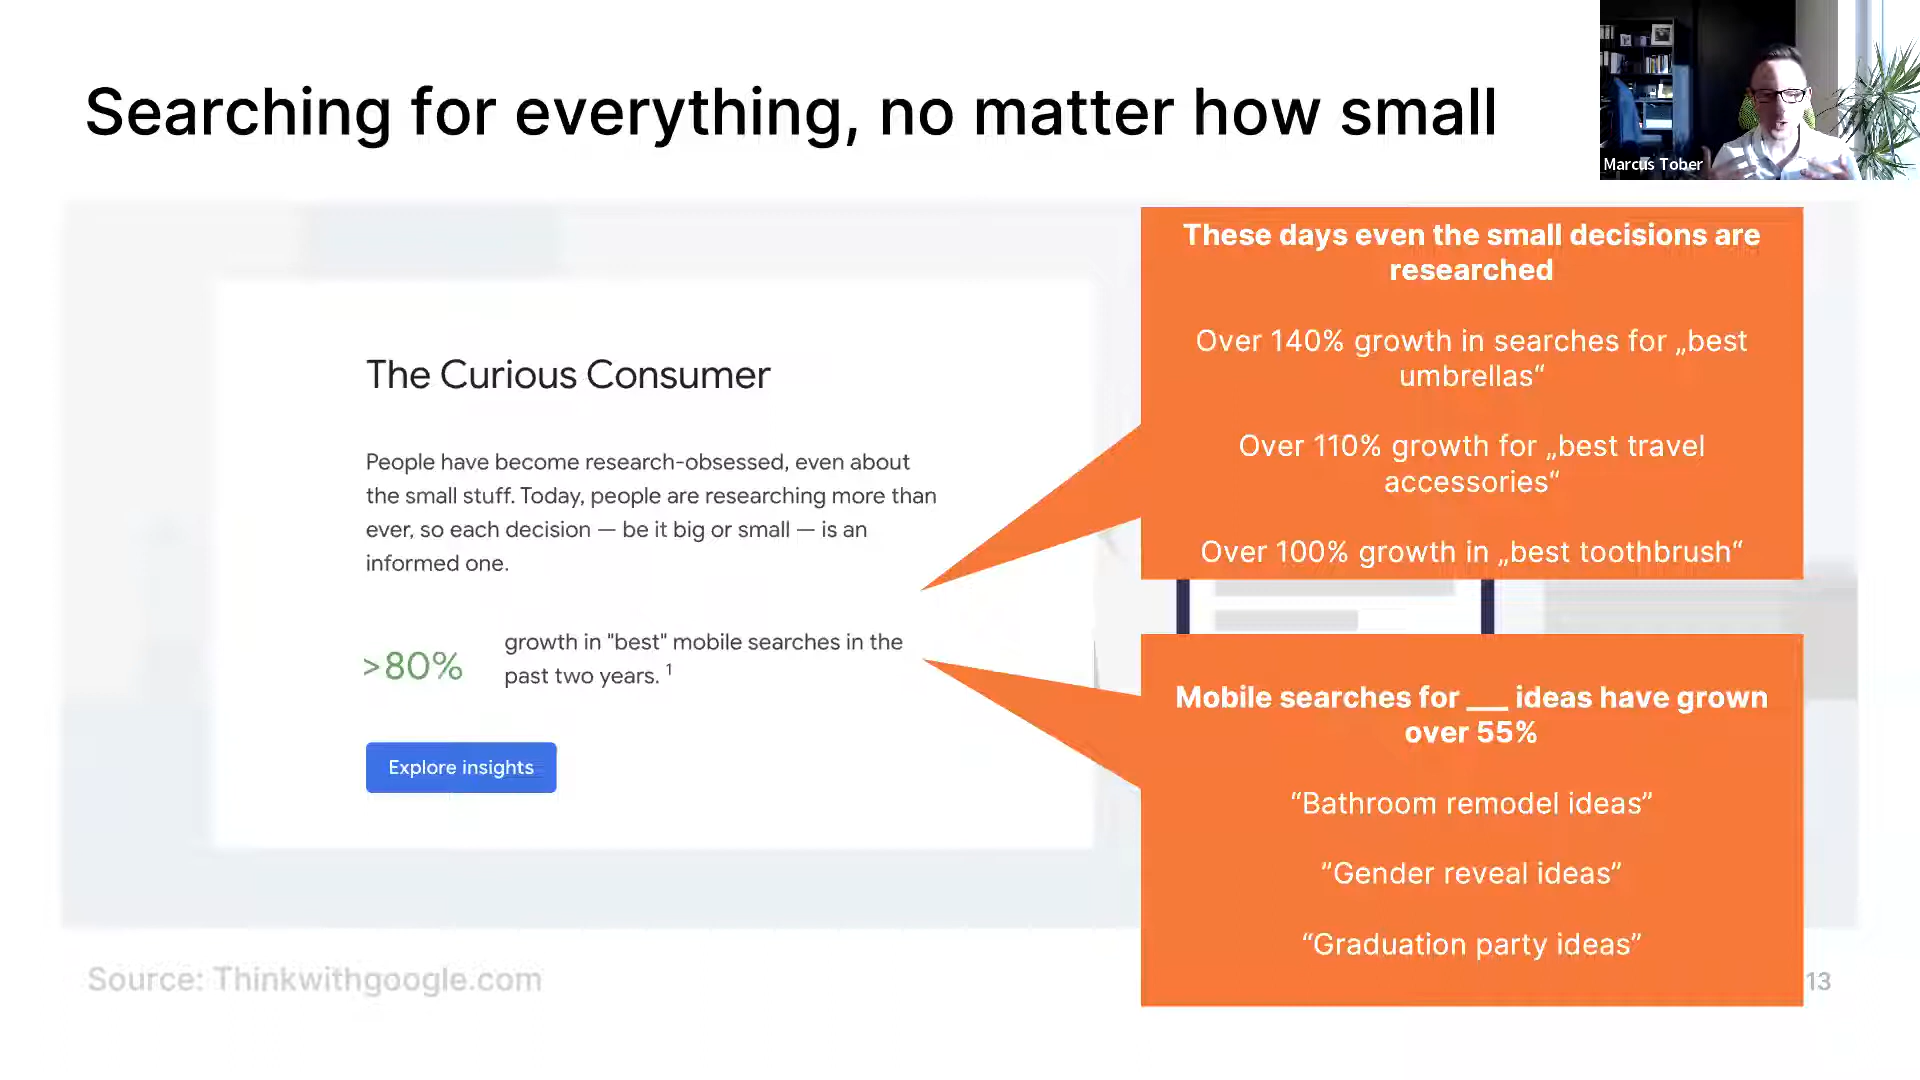 Searching for everything, no matter how small
Marcus Tober
The Curious Consumer
People have become research-obsessed, even about
the small stuff. Today, people are researching more than
ever, so each decision — be it big or small — is an
informed one.
>80%
growth in "best" mobile searches in the
past two years. 1
Explore insights
These days even the small decisions are
researched
Over 140% growth in searches for „best
umbrellas“
Over 110% growth for „best travel
accessories“
Over 100% growth in „best toothbrush“
Mobile searches for ___ ideas have grown
over 55%
“Bathroom remodel ideas”
”Gender reveal ideas”
“Graduation party ideas”
Source: Thinkwithgoogle.com
13